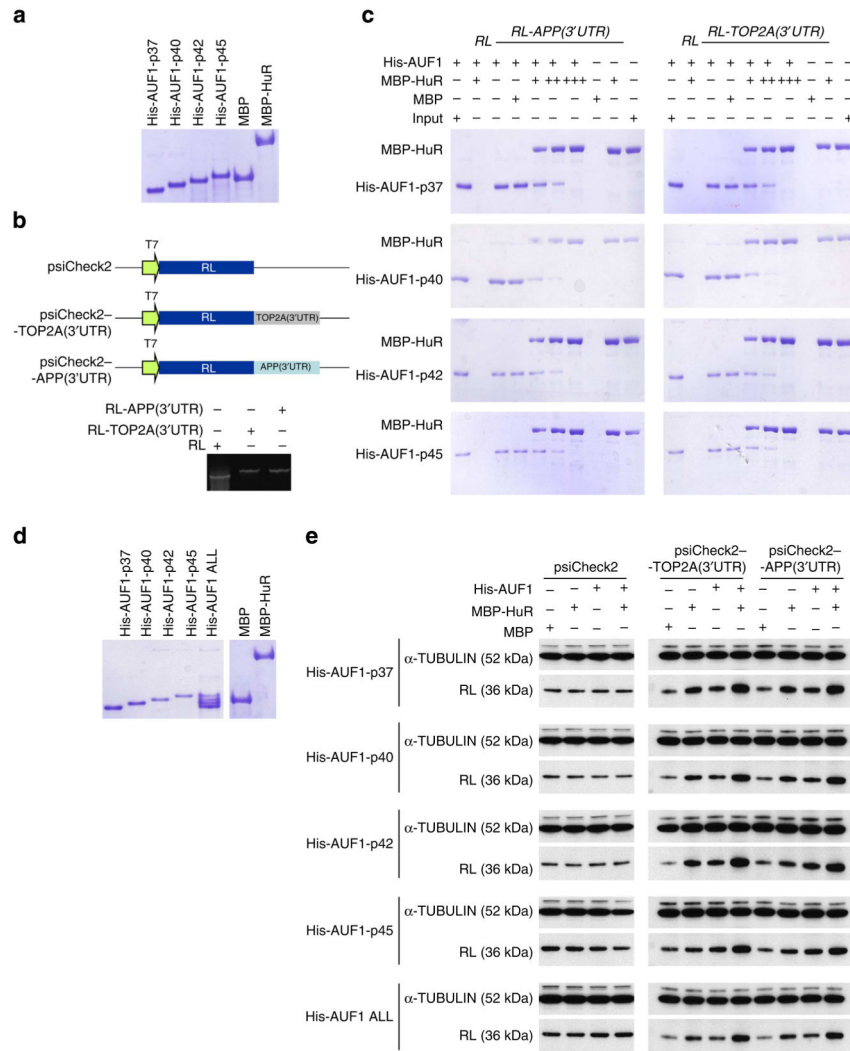 a
His-AUF1-p37
His-AUF1-p40
His-AUF1-p42
His-AUF1-p45
MBP
MBP-HuR
b
psiCheck2
T7
RL
psiCheck2–
-TOP2A(3′UTR)
T7
RL
TOP2A(3′UTR)
psiCheck2–
-APP(3′UTR)
T7
RL
APP(3′UTR)
RL-APP(3′UTR) – – +
RL-TOP2A(3′UTR) – + –
RL + – –
c
RL RL-APP(3′UTR)
RL RL-TOP2A(3′UTR)
His-AUF1
MBP-HuR
MBP
Input
MBP-HuR
His-AUF1-p37
MBP-HuR
His-AUF1-p40
MBP-HuR
His-AUF1-p42
MBP-HuR
His-AUF1-p45
d
His-AUF1-p37
His-AUF1-p40
His-AUF1-p42
His-AUF1-p45
His-AUF1 ALL
MBP
MBP-HuR
e
psiCheck2
psiCheck2–
-TOP2A(3′UTR)
psiCheck2–
-APP(3′UTR)
His-AUF1 – – + + – – + + – – + +
MBP-HuR – + – + – + – + – + – +
MBP + – – – + – – – + – – –
His-AUF1-p37
α-TUBULIN (52 kDa)
RL (36 kDa)
His-AUF1-p40
α-TUBULIN (52 kDa)
RL (36 kDa)
His-AUF1-p42
α-TUBULIN (52 kDa)
RL (36 kDa)
His-AUF1-p45
α-TUBULIN (52 kDa)
RL (36 kDa)
His-AUF1 ALL
α-TUBULIN (52 kDa)
RL (36 kDa)